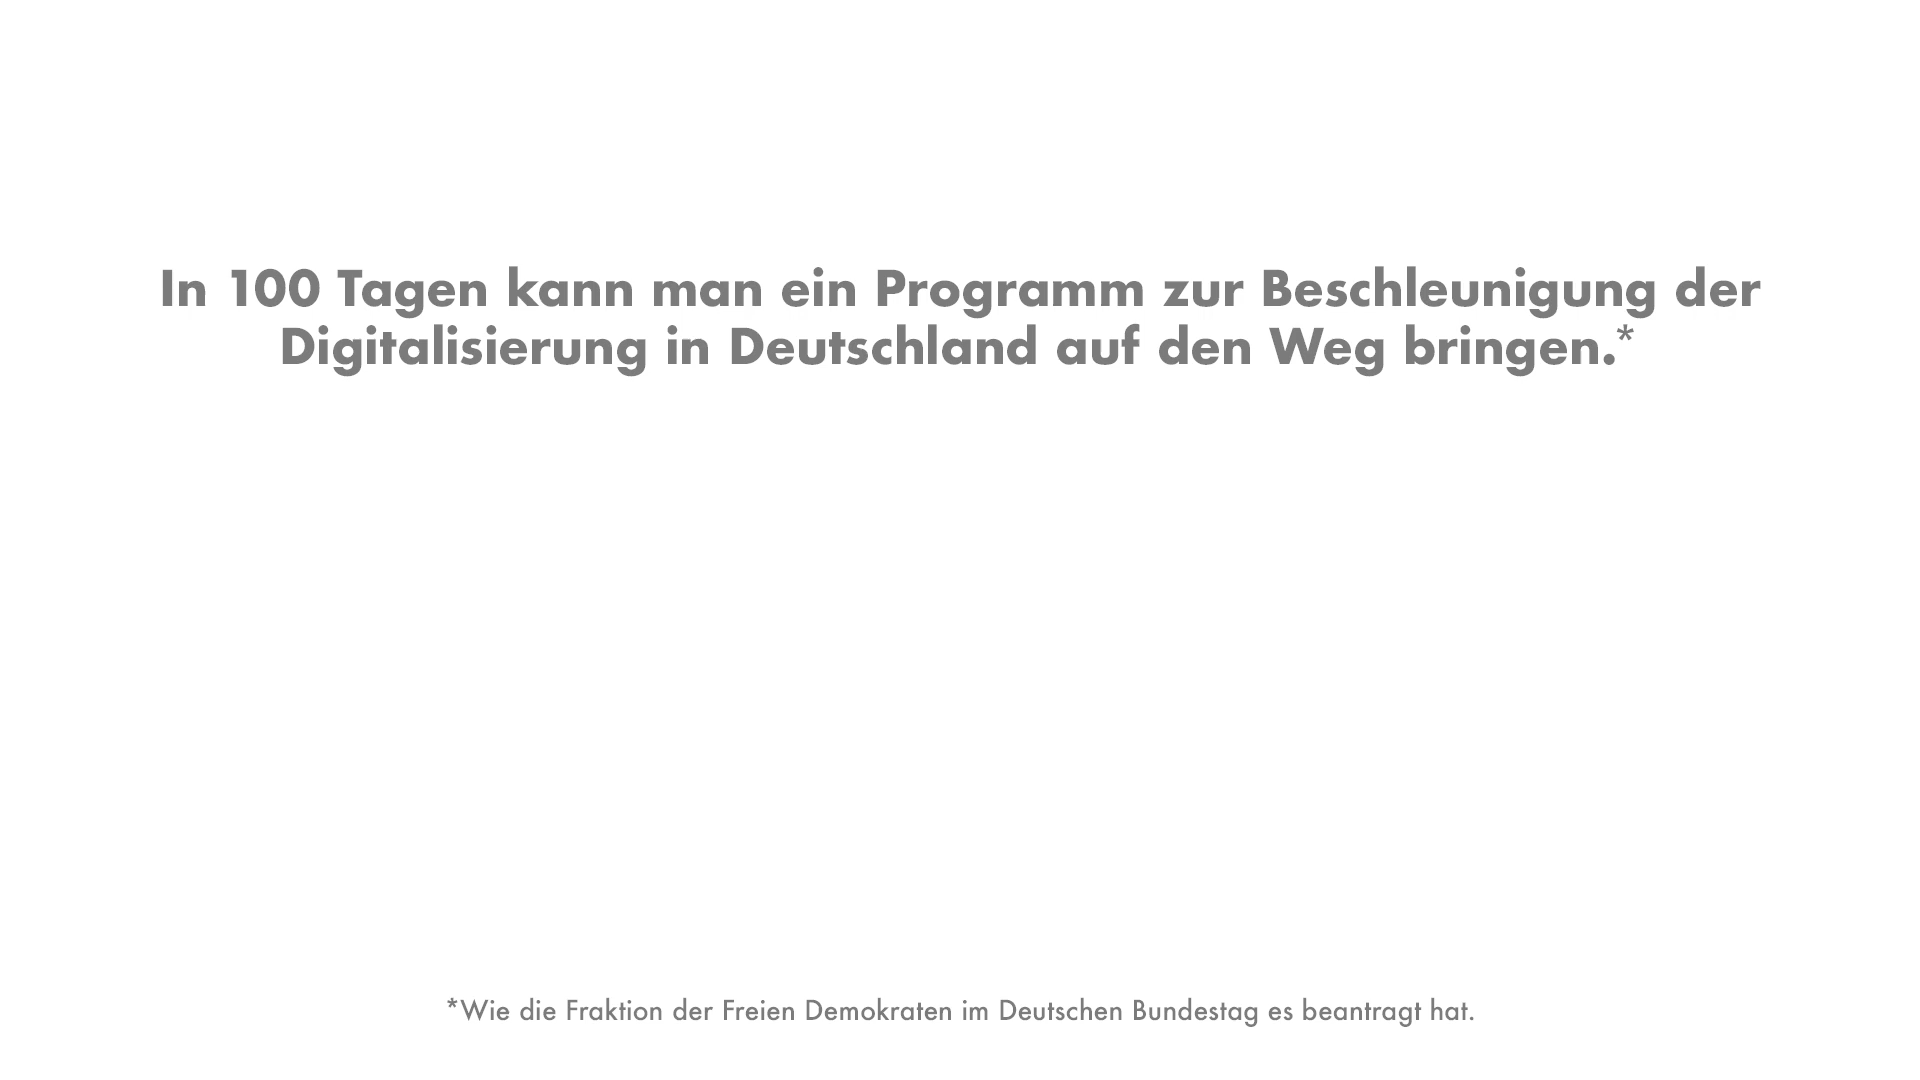 In 100 Tagen kann man ein Programm zur Beschleunigung der
Digitalisierung in Deutschland auf den Weg bringen.*
*Wie die Fraktion der Freien Demokraten im Deutschen Bundestag es beantragt hat.